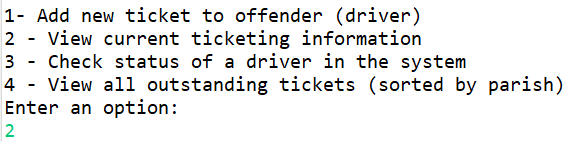 1- Add new ticket to offender (driver)
2 - View current ticketing information
3 - Check status of a driver in the system
4 - View all outstanding tickets (sorted by parish)
Enter an option:
2